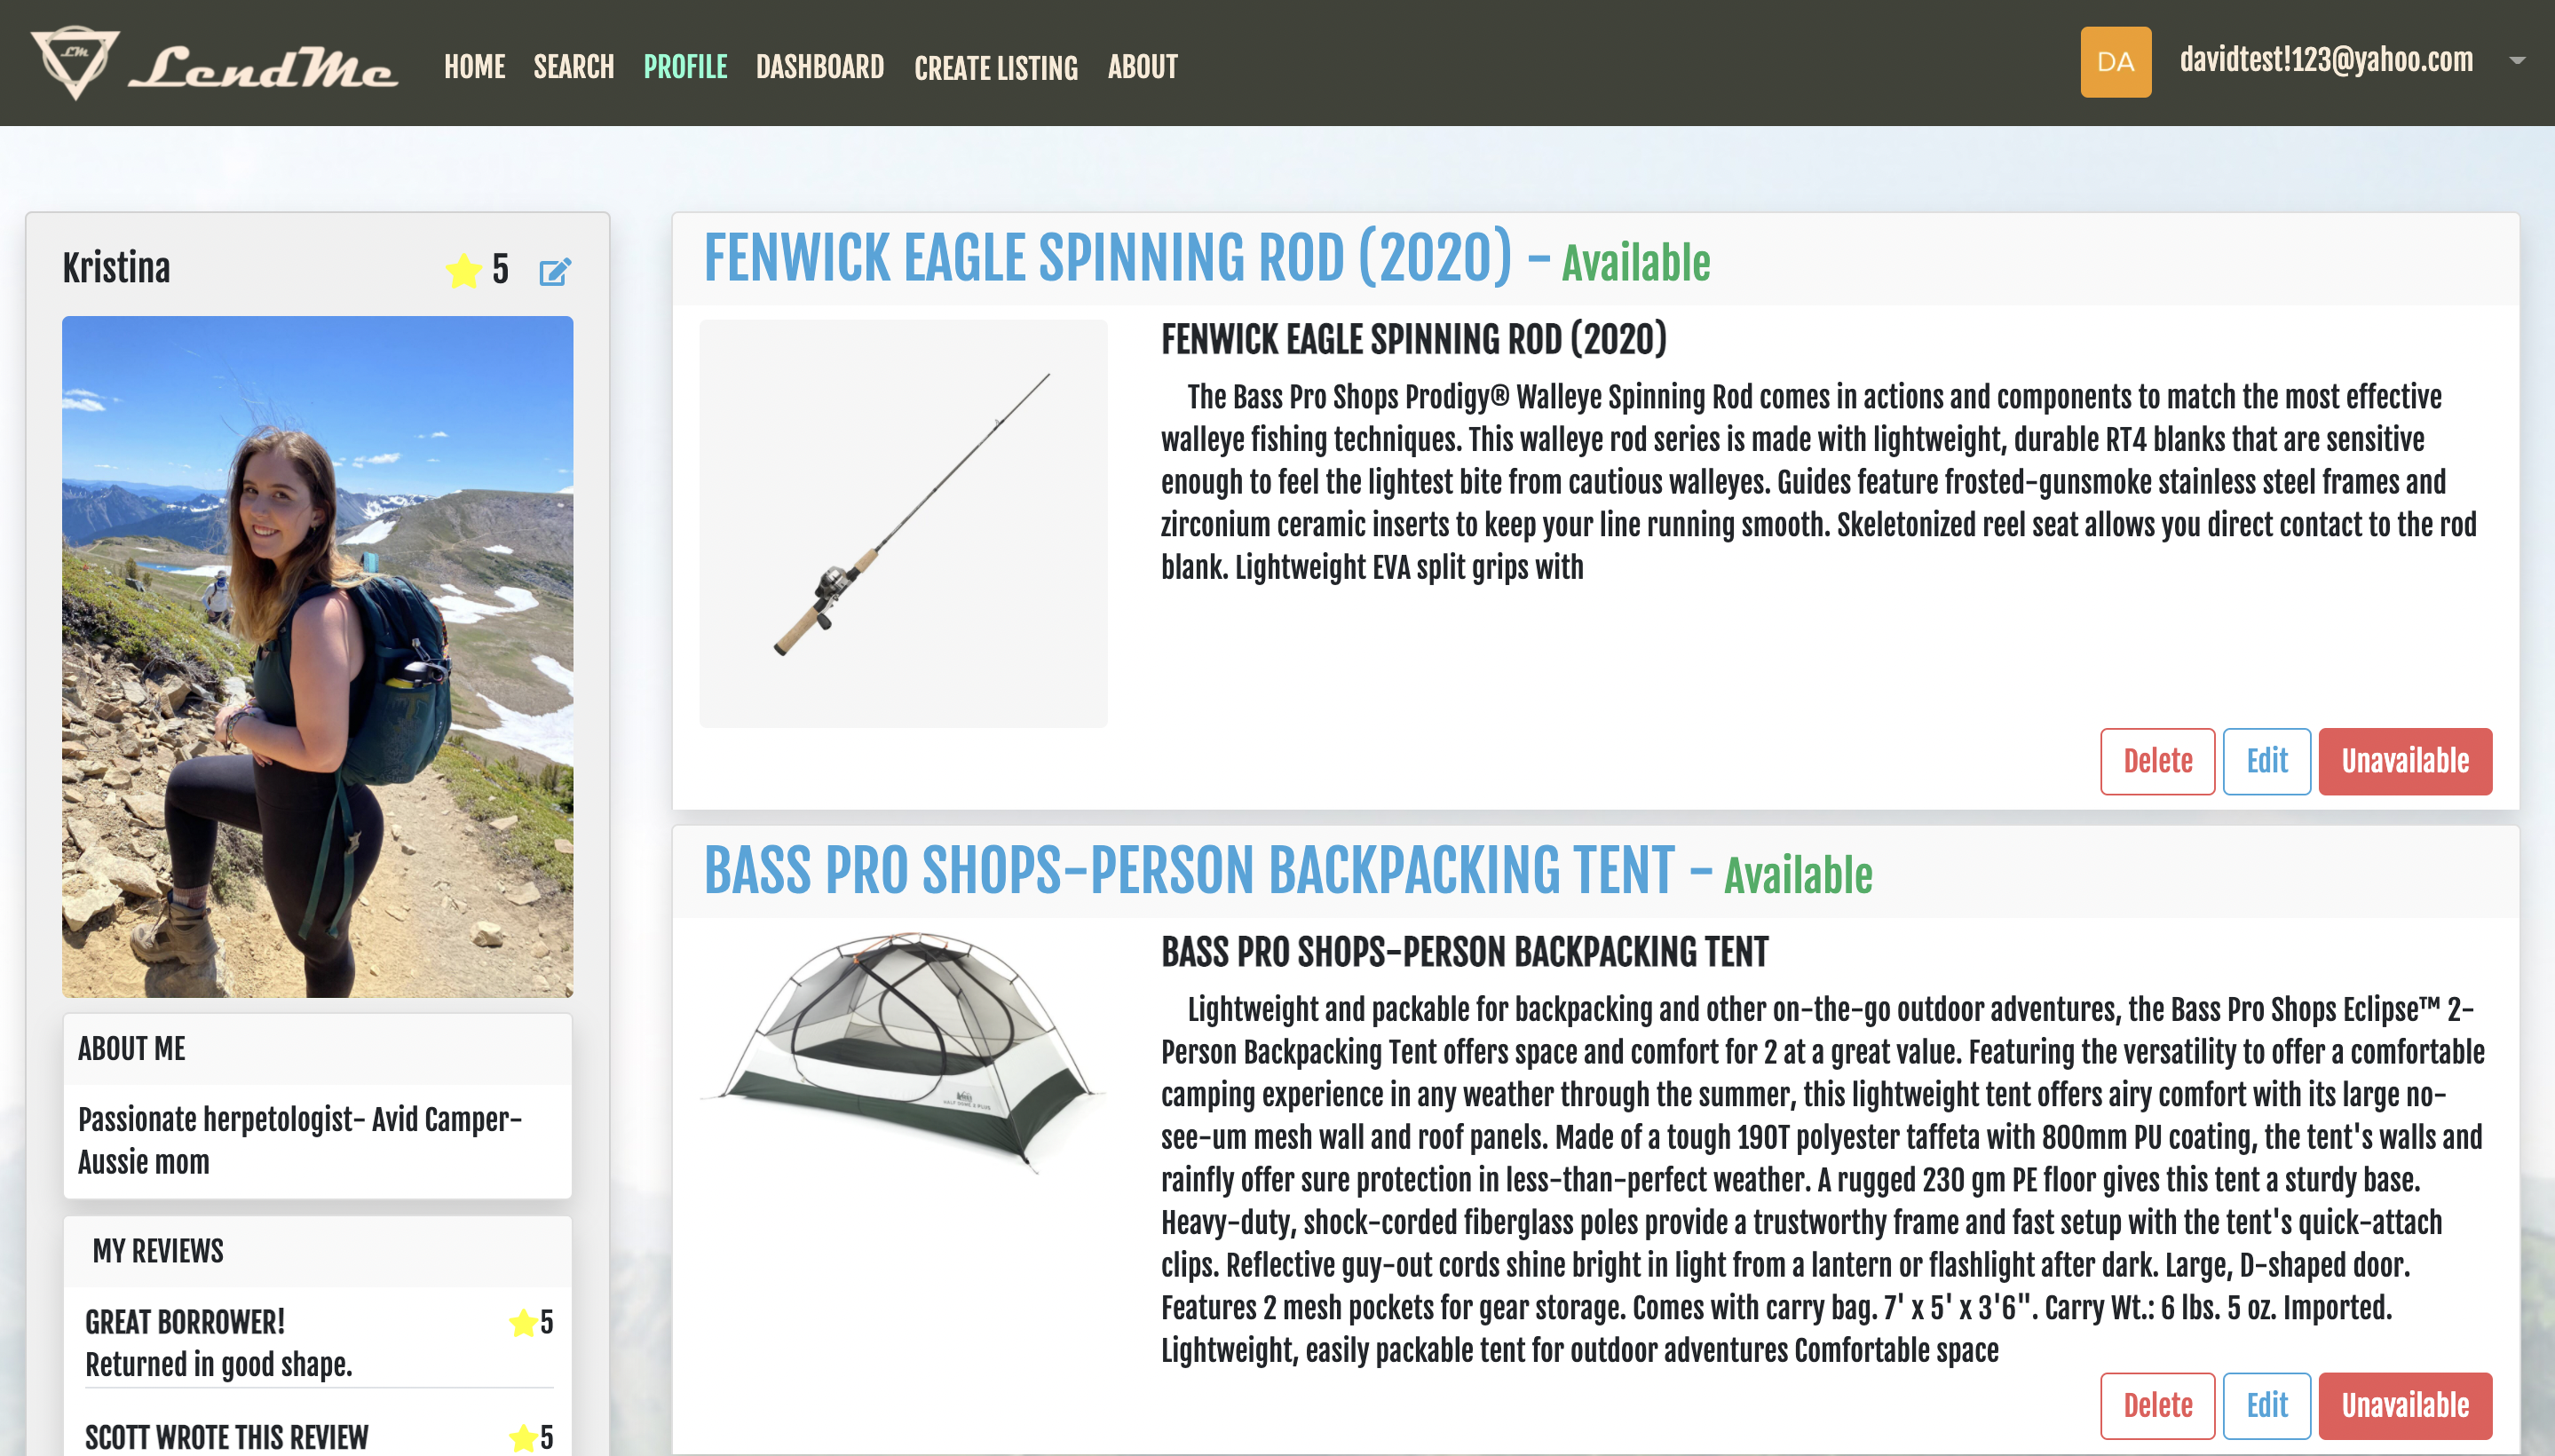 LM
LendMe
HOME SEARCH PROFILE DASHBOARD CREATE LISTING ABOUT
DA
davidtest!123@yahoo.com
Kristina
5
ABOUT ME
Passionate herpetologist- Avid Camper-
Aussie mom
MY REVIEWS
GREAT BORROWER!
5
Returned in good shape.
SCOTT WROTE THIS REVIEW
5
FENWICK EAGLE SPINNING ROD (2020) - Available
FENWICK EAGLE SPINNING ROD (2020)
The Bass Pro Shops Prodigy® Walleye Spinning Rod comes in actions and components to match the most effective
walleye fishing techniques. This walleye rod series is made with lightweight, durable RT4 blanks that are sensitive
enough to feel the lightest bite from cautious walleyes. Guides feature frosted-gunsmoke stainless steel frames and
zirconium ceramic inserts to keep your line running smooth. Skeletonized reel seat allows you direct contact to the rod
blank. Lightweight EVA split grips with
Delete Edit Unavailable
BASS PRO SHOPS-PERSON BACKPACKING TENT - Available
BASS PRO SHOPS-PERSON BACKPACKING TENT
Lightweight and packable for backpacking and other on-the-go outdoor adventures, the Bass Pro Shops Eclipse™ 2-
Person Backpacking Tent offers space and comfort for 2 at a great value. Featuring the versatility to offer a comfortable
camping experience in any weather through the summer, this lightweight tent offers airy comfort with its large no-
see-um mesh wall and roof panels. Made of a tough 190T polyester taffeta with 800mm PU coating, the tent's walls and
rainfly offer sure protection in less-than-perfect weather. A rugged 230 gm PE floor gives this tent a sturdy base.
Heavy-duty, shock-corded fiberglass poles provide a trustworthy frame and fast setup with the tent's quick-attach
clips. Reflective guy-out cords shine bright in light from a lantern or flashlight after dark. Large, D-shaped door.
Features 2 mesh pockets for gear storage. Comes with carry bag. 7' x 5' x 3'6". Carry Wt.: 6 lbs. 5 oz. Imported.
Lightweight, easily packable tent for outdoor adventures Comfortable space
Delete Edit Unavailable